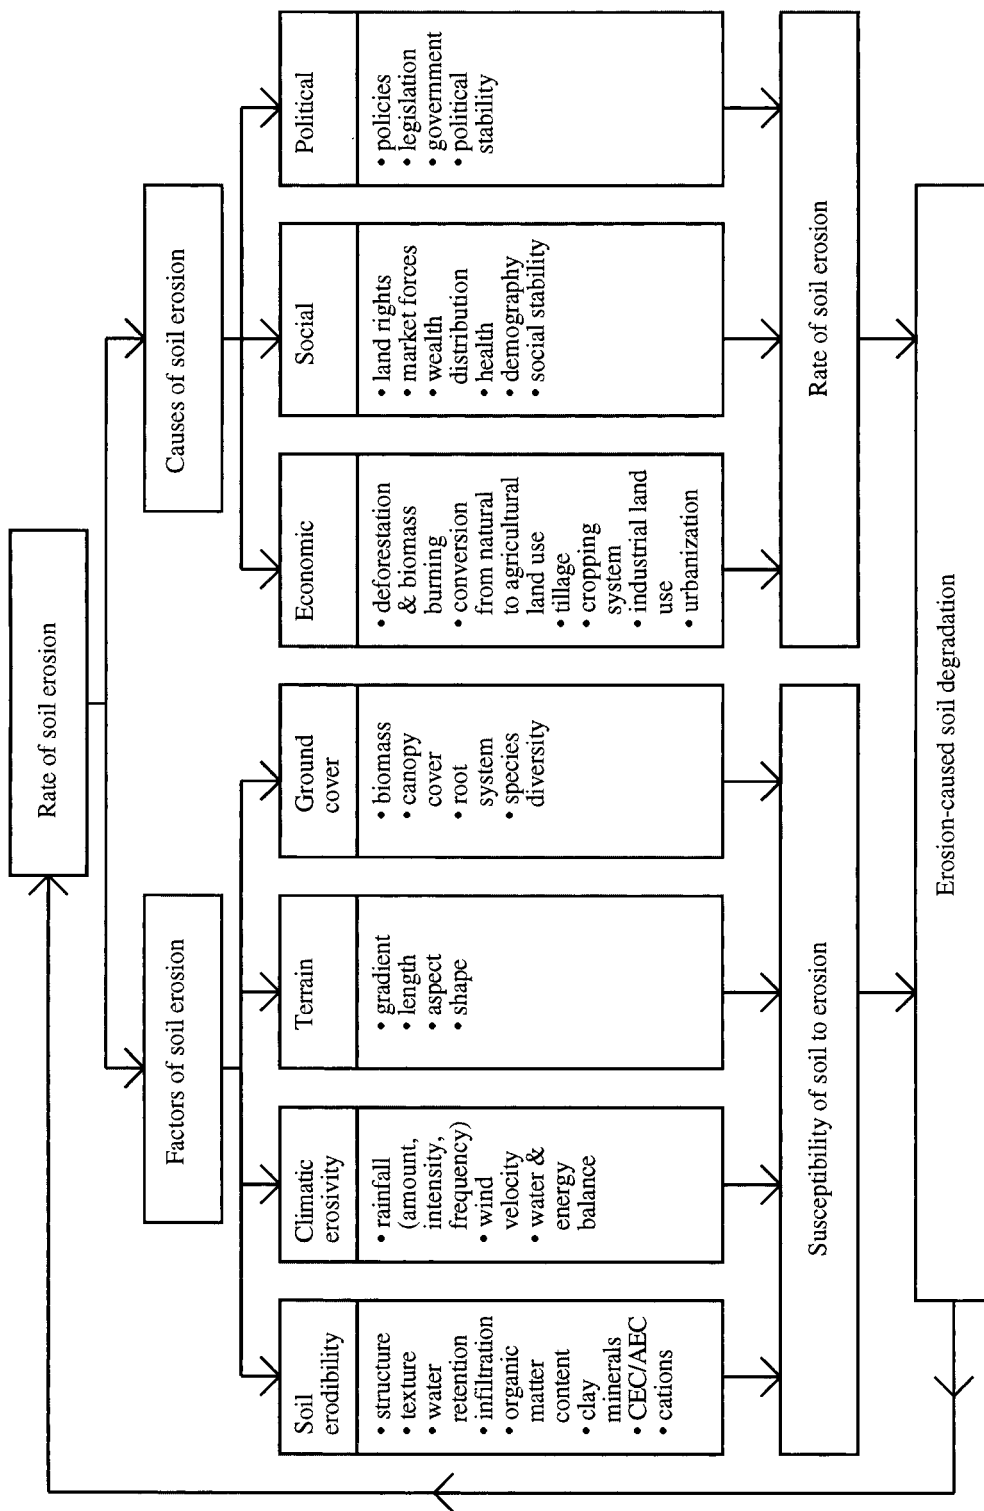 Rate of soil erosion
Factors of soil erosion
Causes of soil erosion
Soil
erodibility
• structure
• texture
• water
retention
• infiltration
• organic
matter
content
• clay
minerals
• CEC/AEC
• cations
Climatic
erosivity
• rainfall
(amount,
intensity,
frequency)
• wind
velocity
• water &
energy
balance
Terrain
• gradient
• length
• aspect
• shape
Ground
cover
• biomass
• canopy
cover
• root
system
• species
diversity
Economic
• deforestation
& biomass
burning
• conversion
from natural
to agricultural
land use
• tillage
• cropping
system
• industrial land
use
• urbanization
Social
• land rights
• market forces
• wealth
distribution
• health
• demography
• social stability
Political
• policies
• legislation
• government
• political
stability
Susceptibility of soil to erosion
Rate of soil erosion
Erosion-caused soil degradation